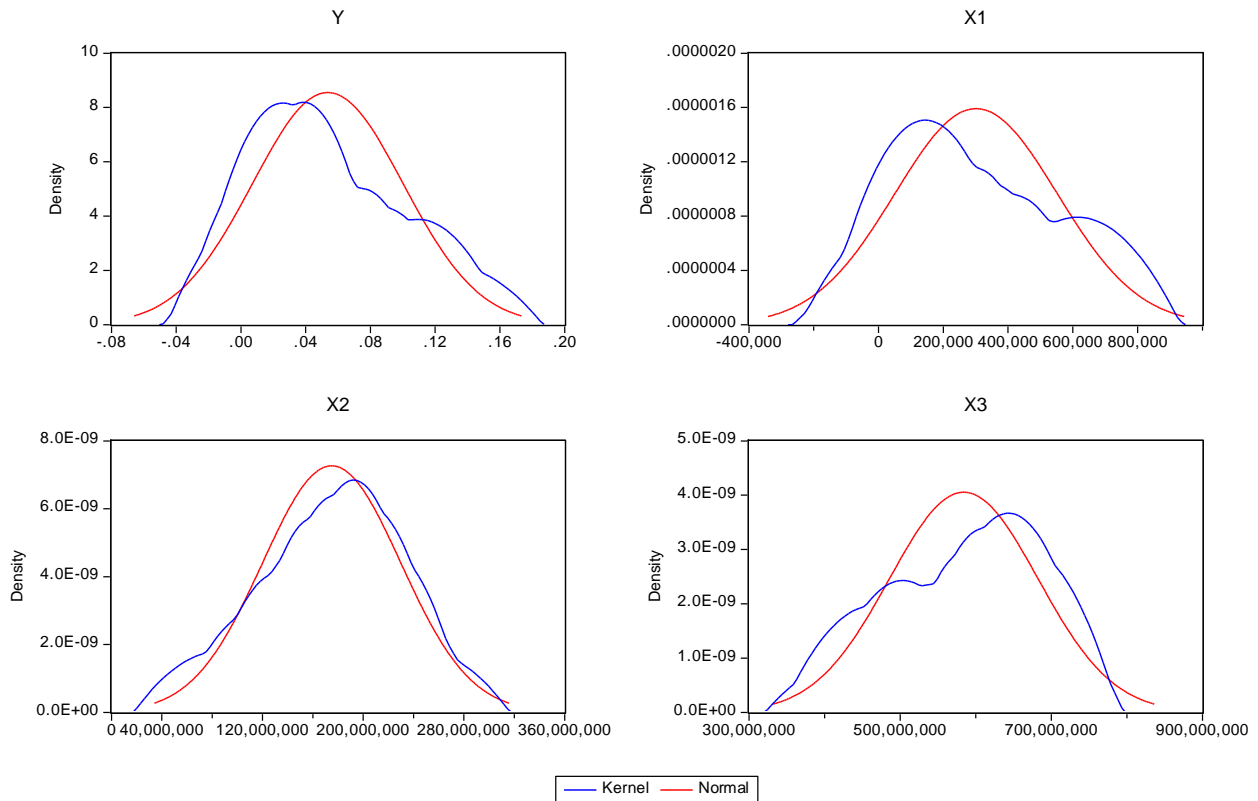 Y
Density
10
8
6
4
2
0
-.08 -.04 .00 .04 .08 .12 .16 .20
X1
Density
.0000020
.0000016
.0000012
.0000008
.0000004
.0000000
-400,000 0 200,000 400,000 600,000 800,000
X2
Density
8.0E-09
6.0E-09
4.0E-09
2.0E-09
0.0E+00
0 40,000,000 120,000,000 200,000,000 280,000,000 360,000,000
X3
Density
5.0E-09
4.0E-09
3.0E-09
2.0E-09
1.0E-09
0.0E+00
300,000,000 500,000,000 700,000,000 900,000,000
Kernel Normal